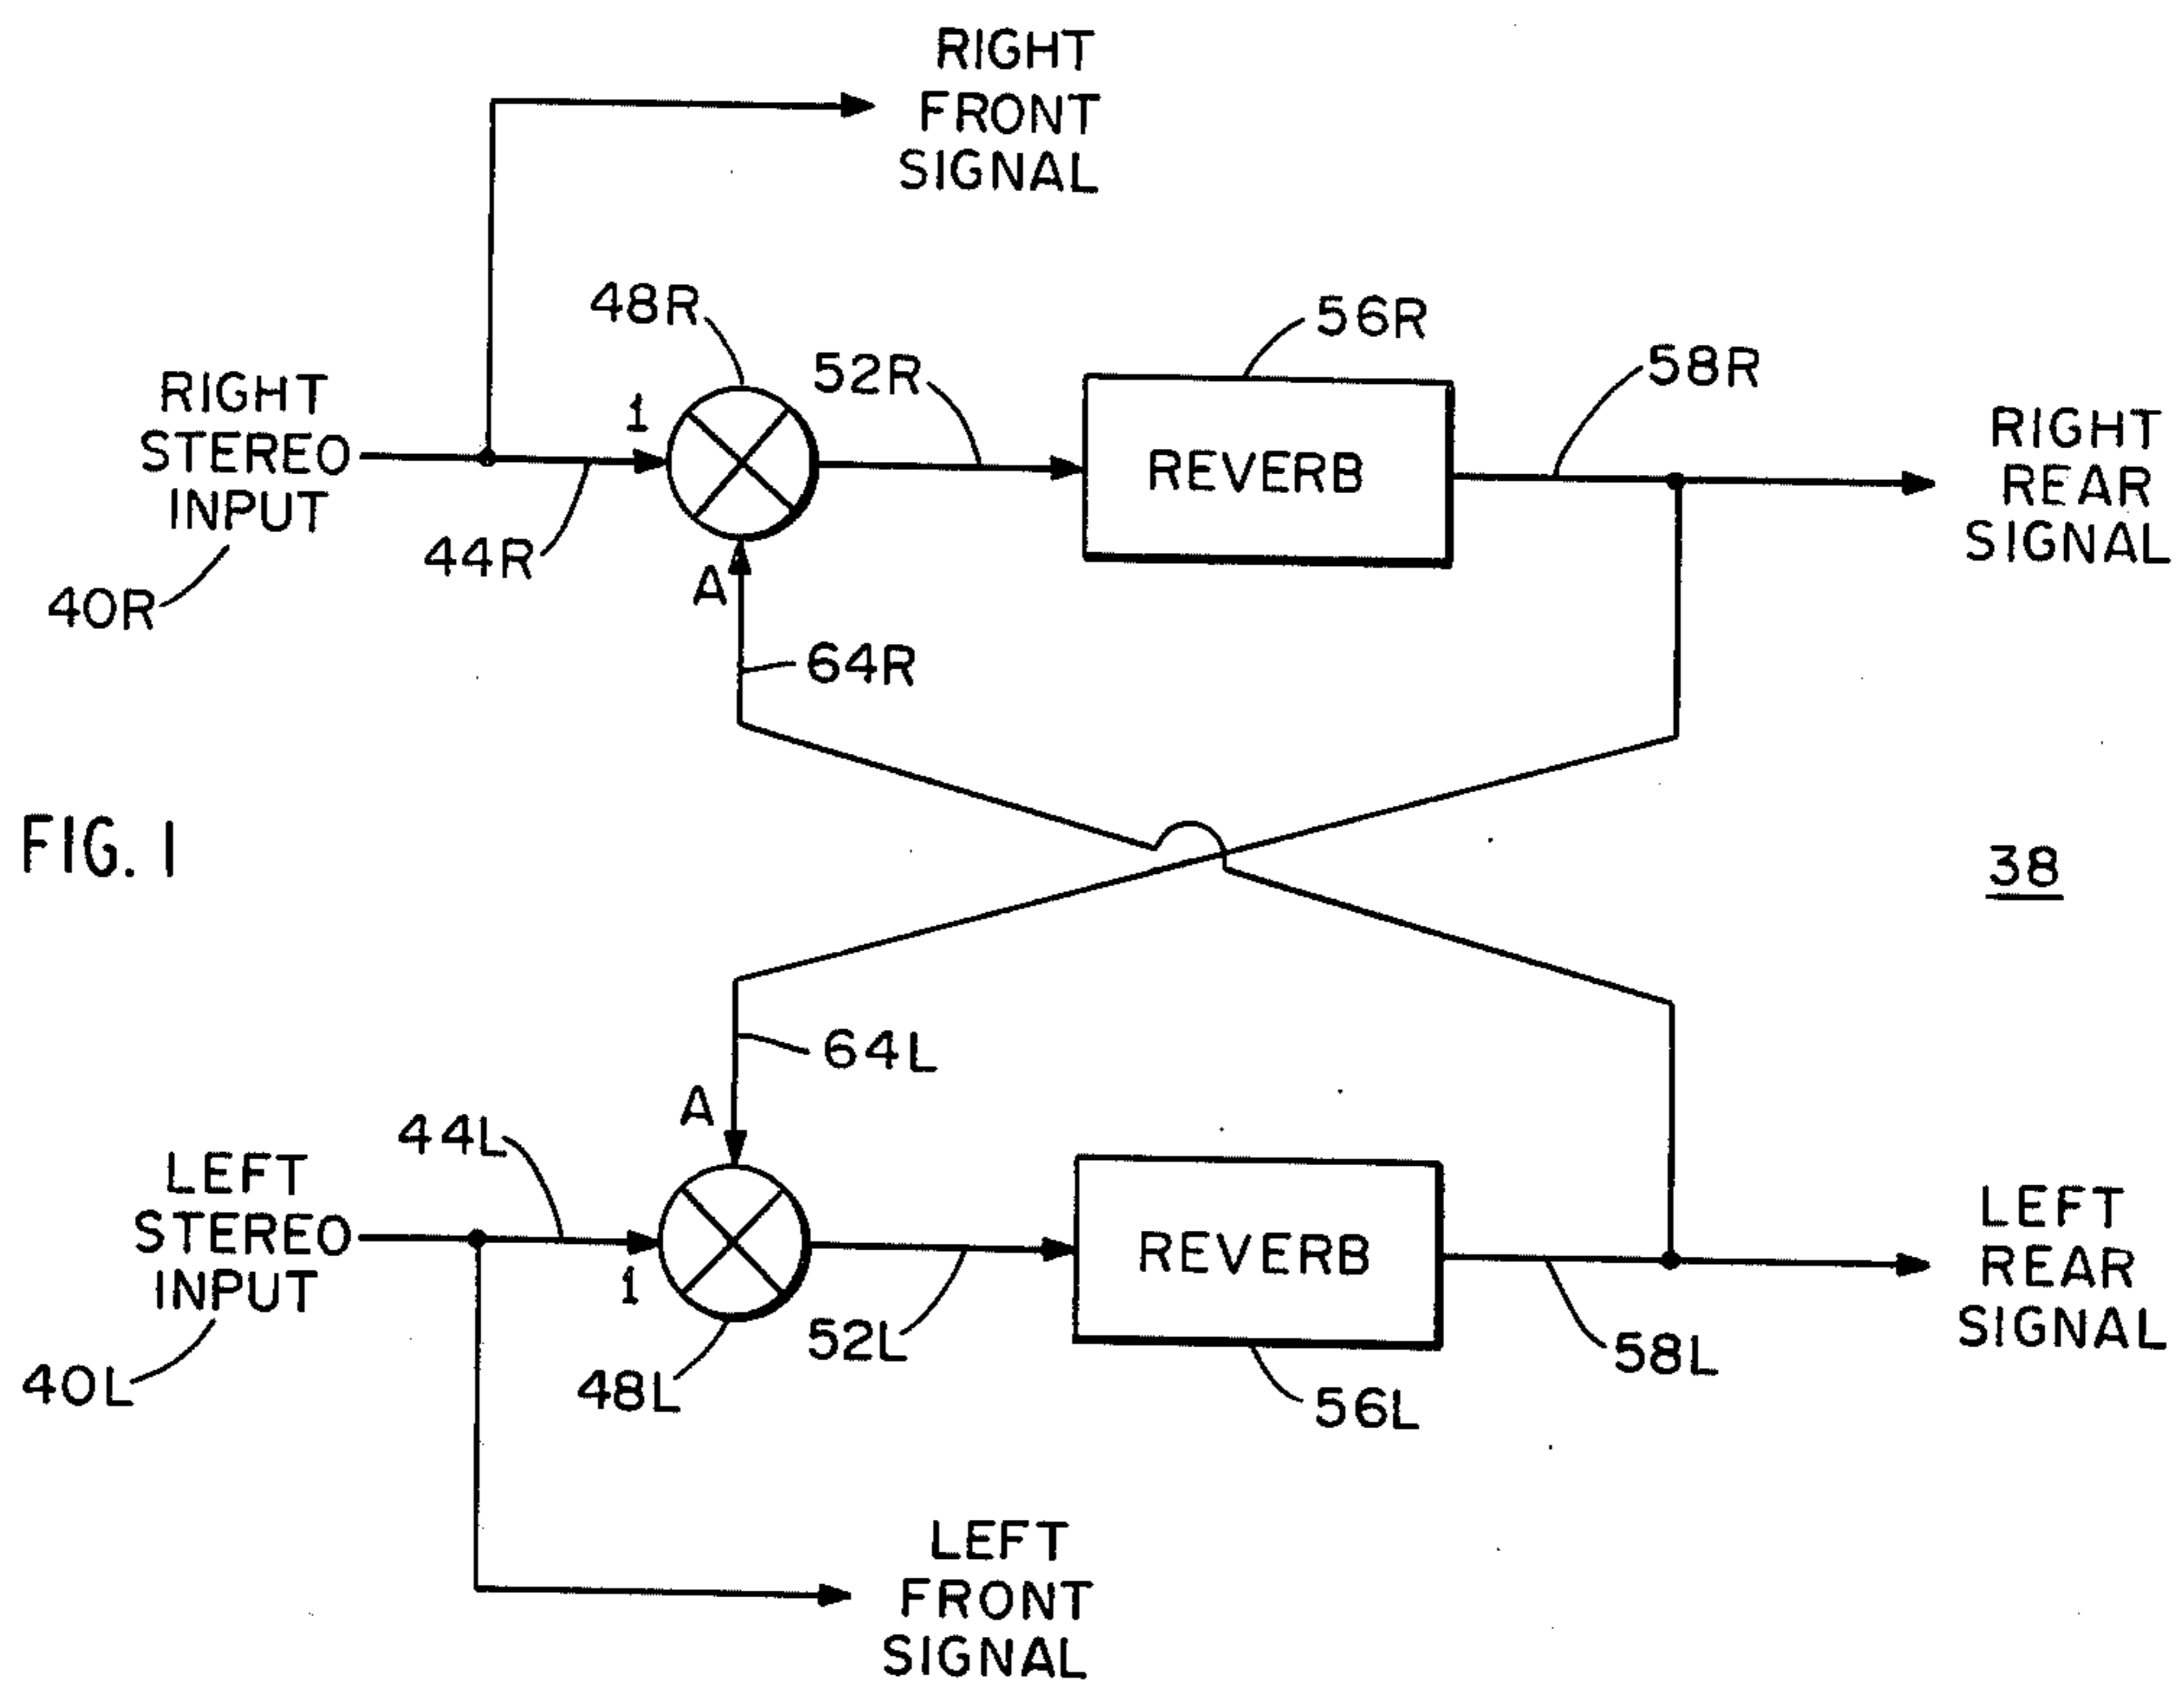 RIGHT
FRONT
SIGNAL
48R
56R
52R
58R
RIGHT
STEREO
INPUT
1
REVERB
RIGHT
REAR
SIGNAL
44R
A
40R
64R
FIG. 1
38
64L
A
44L
LEFT
STEREO
INPUT
1
REVERB
LEFT
REAR
SIGNAL
52L
58L
40L
48L
56L
LEFT
FRONT
SIGNAL